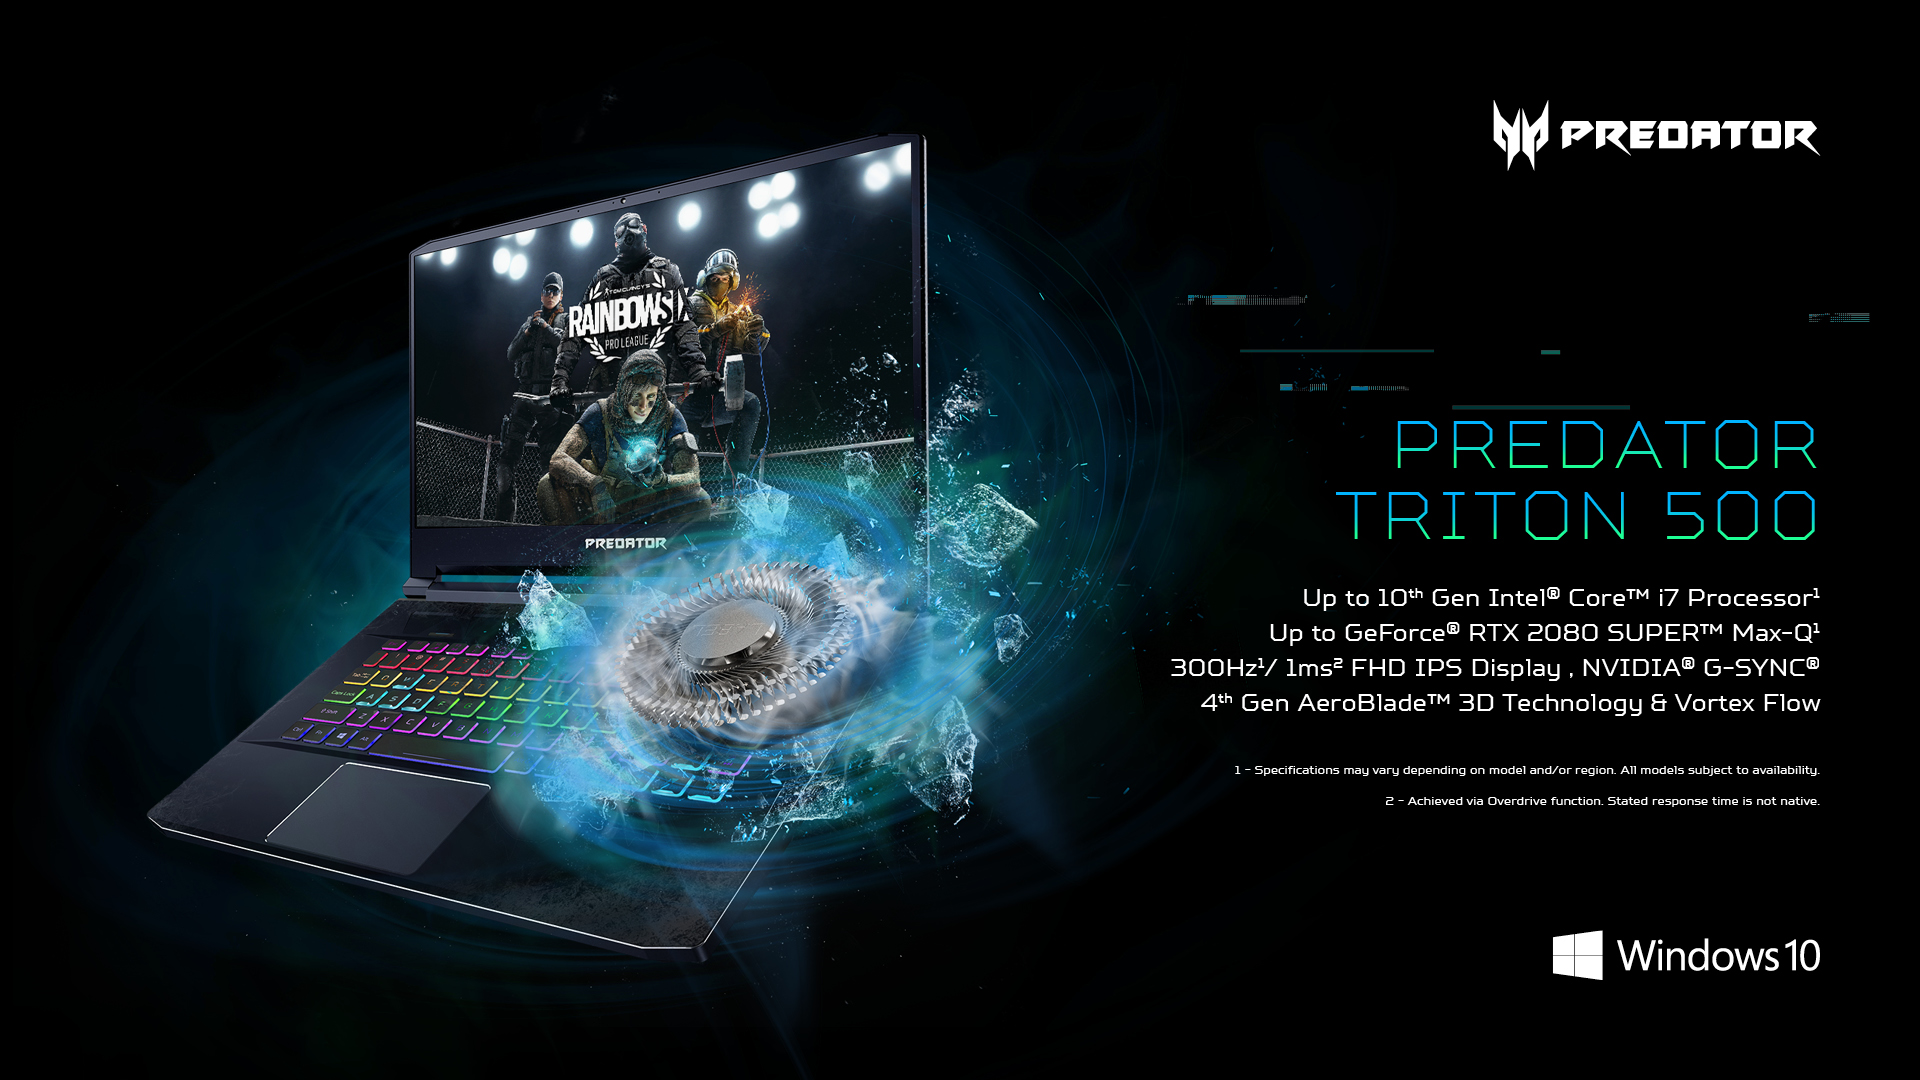 PREDATOR
TOM CLANCY'S
RAINBOW SIX
PRO LEAGUE
PREDATOR
PREDATOR
TRITON 500
Up to 10th Gen Intel® Core™ i7 Processor¹
Up to GeForce® RTX 2080 SUPER™ Max-Q¹
300Hz¹/ 1ms² FHD IPS Display , NVIDIA® G-SYNC®
4th Gen AeroBlade™ 3D Technology & Vortex Flow
1 - Specifications may vary depending on model and/or region. All models subject to availability.
2 - Achieved via Overdrive function. Stated response time is not native.
Windows 10